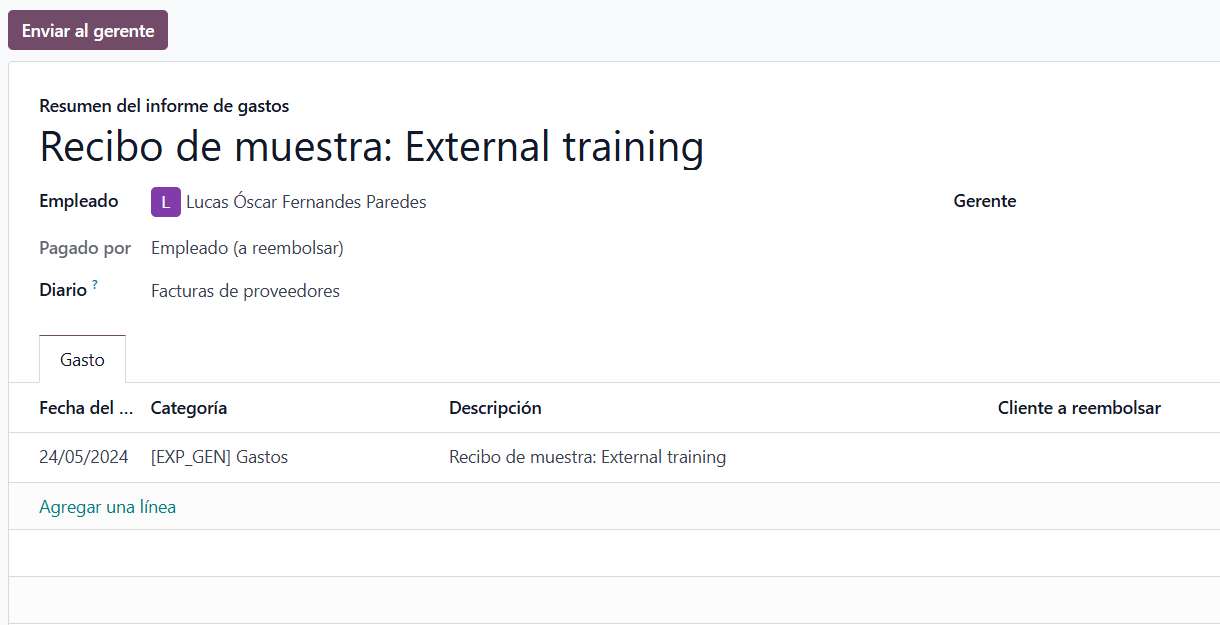 Enviar al gerente
Resumen del informe de gastos
Recibo de muestra: External training
Empleado L Lucas Óscar Fernandes Paredes Gerente
Pagado por Empleado (a reembolsar)
Diario ? Facturas de proveedores
Gasto
Fecha del ... Categoría Descripción Cliente a reembolsar
24/05/2024 [EXP_GEN] Gastos Recibo de muestra: External training
Agregar una línea